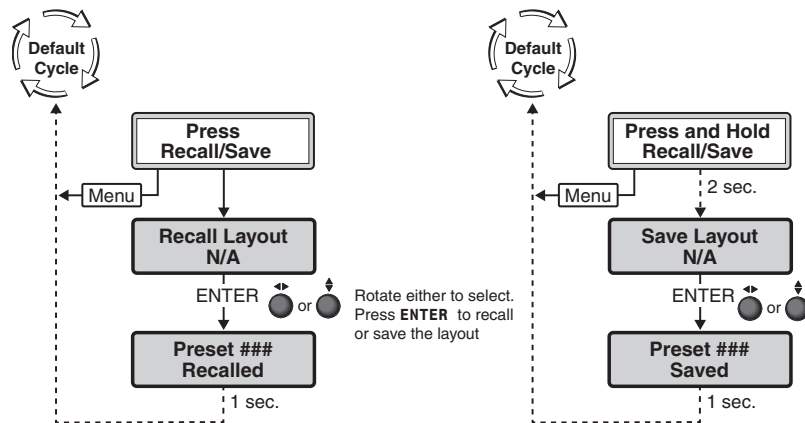 Default
Cycle
Press
Recall/Save
Menu
Recall Layout
N/A
ENTER
or
Rotate either to select.
Press ENTER to recall
or save the layout
Preset ###
Recalled
1 sec.
Default
Cycle
Press and Hold
Recall/Save
Menu
2 sec.
Save Layout
N/A
ENTER
or
Preset ###
Saved
1 sec.